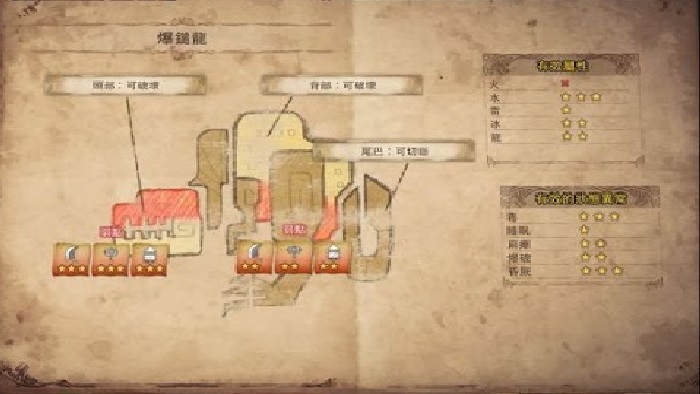 爆鎚龍
頭部：可破壞
背部：可破壞
尾巴：可切斷
弱點
弱點
有效屬性
火
水
雷
冰
龍
有效的狀態異常
毒
睡眠
麻痺
爆破
昏厥